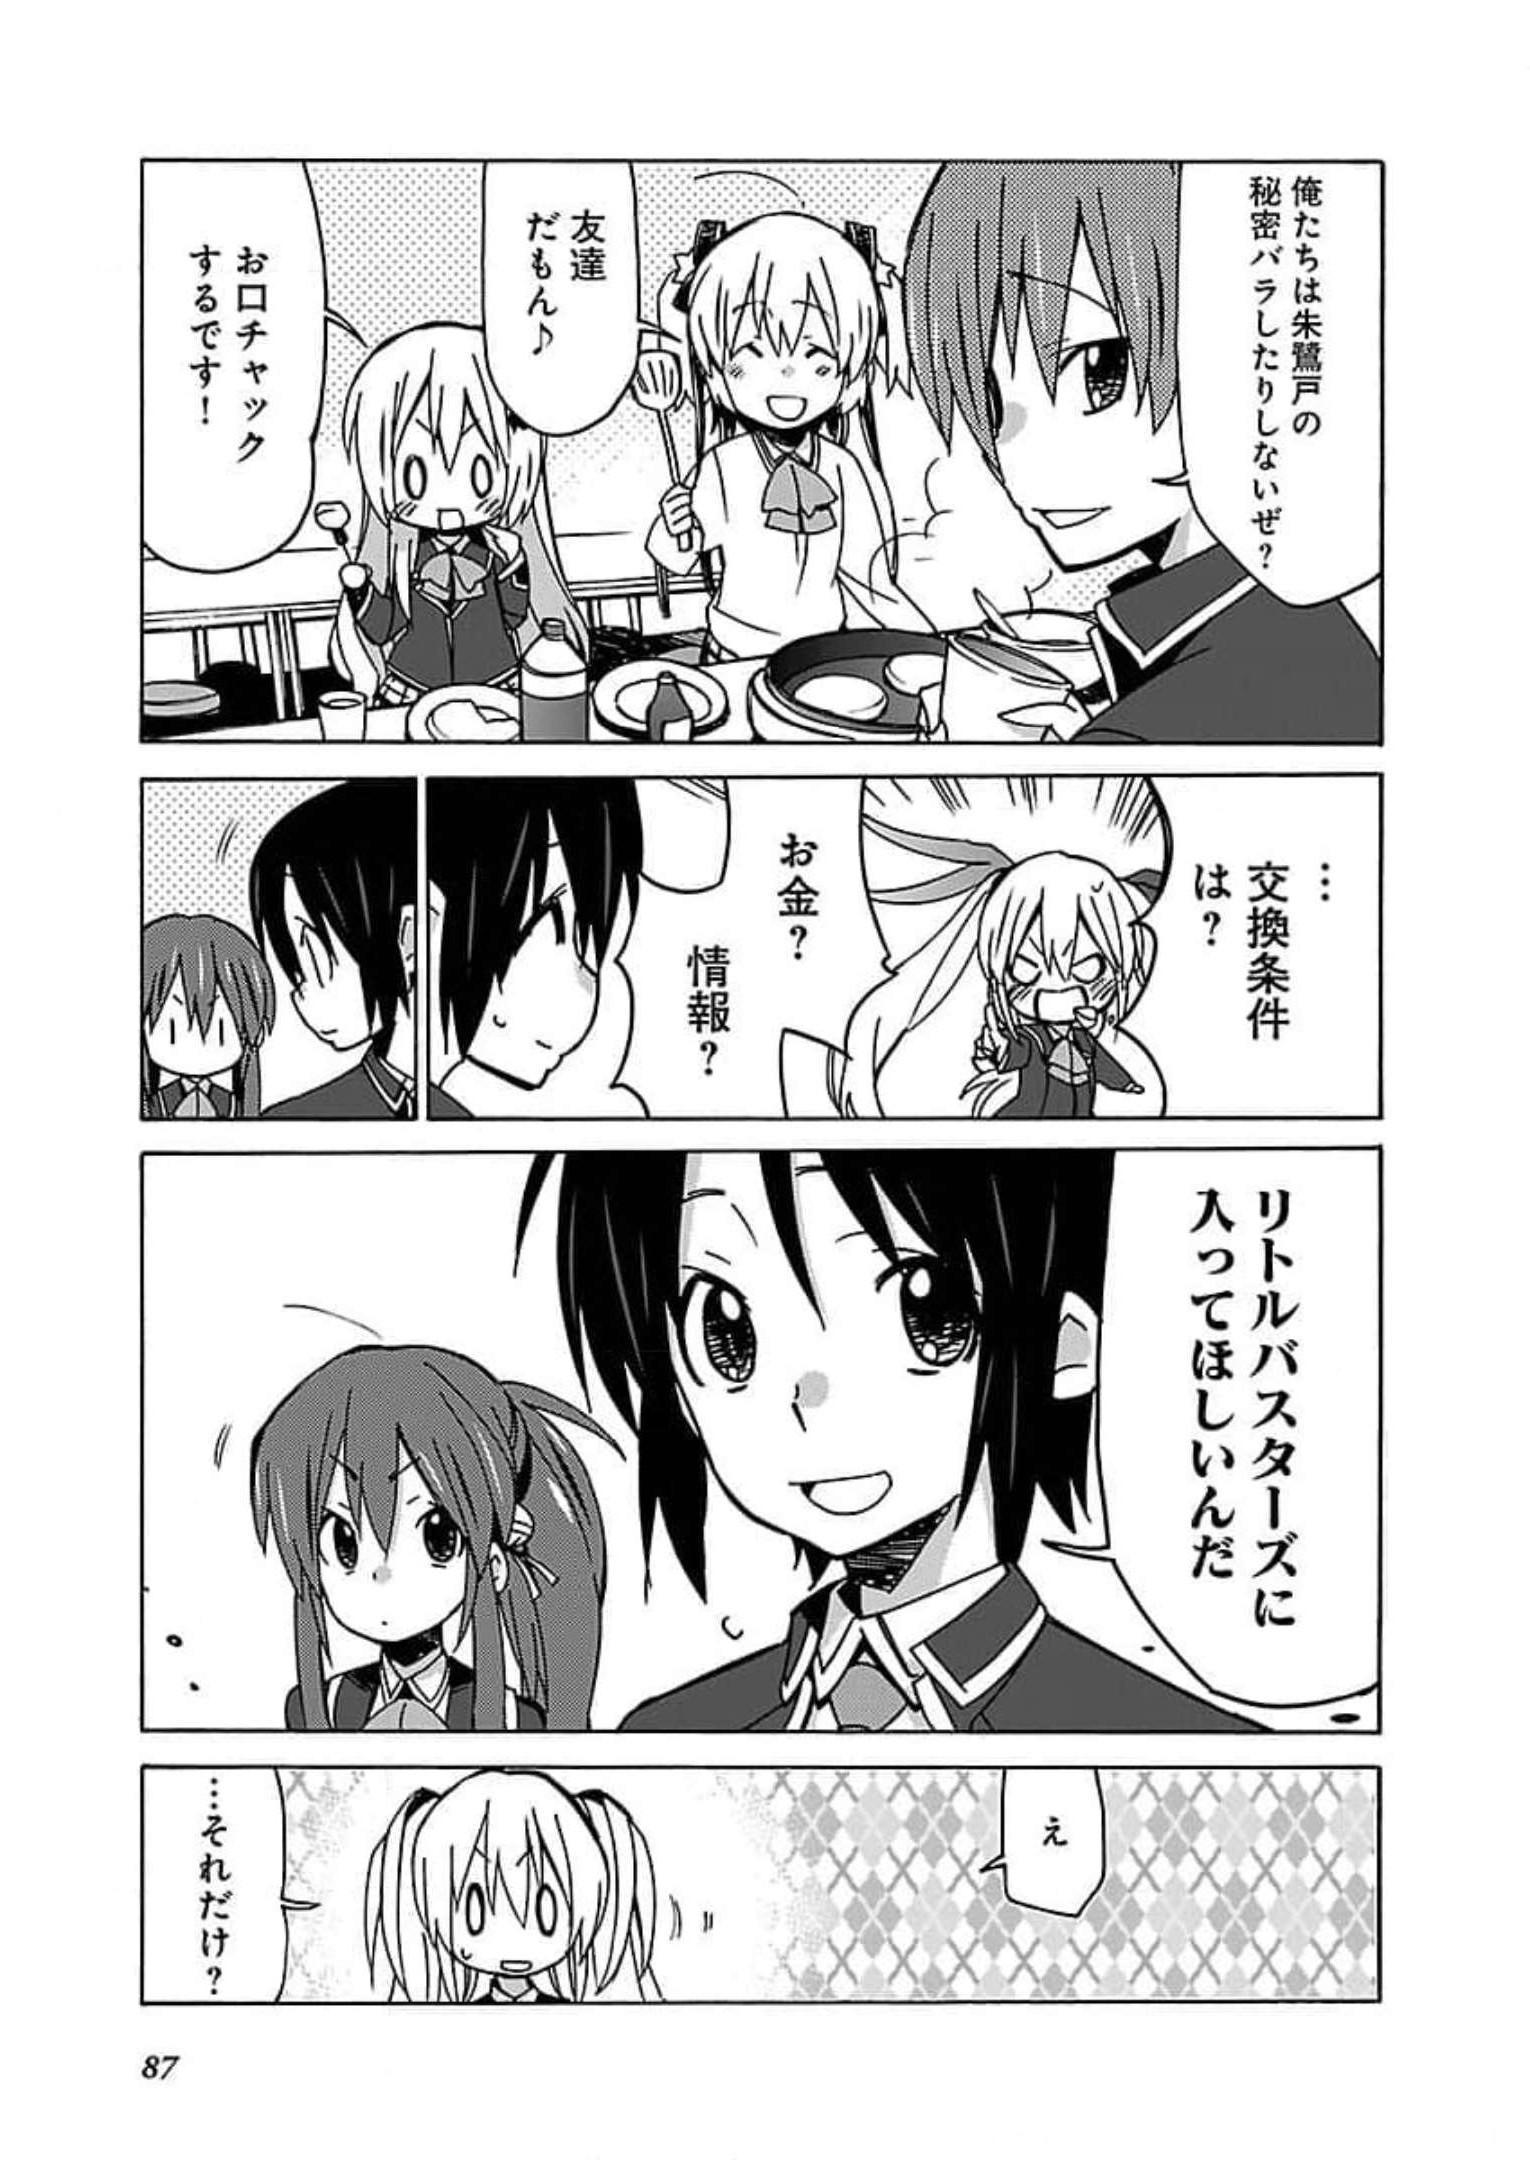 俺たちは朱鷺戸の
秘密バラしたりしないぜ?
友達
だもん♪
お口チャック
するです!
…
交換条件
は?
お金?
情報?
リトルバスターズに
入ってほしいんだ
え
…それだけ?
87